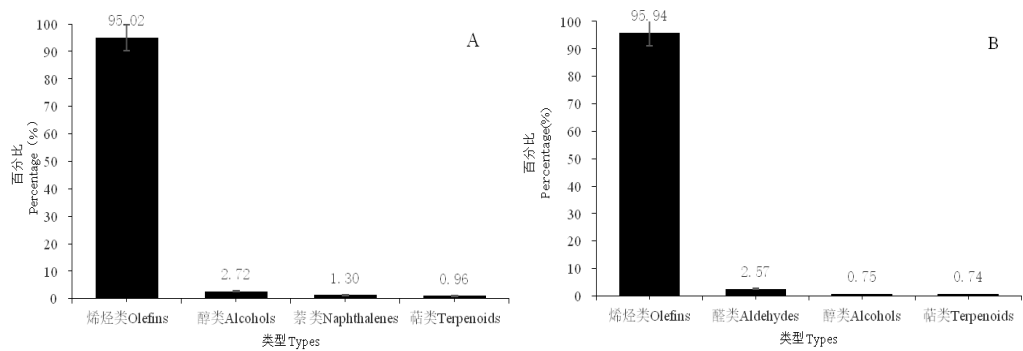 95.02
A
100
90
80
70
60
50
40
30
20
10
0
百分比
Percentage (%)
2.72
1.30
0.96
烯烃类Olefins
醇类Alcohols
萘类Naphthalenes
萜类Terpenoids
类型Types
95.94
B
100
90
80
70
60
50
40
30
20
10
0
百分比
Percentage(%)
2.57
0.75
0.74
烯烃类Olefins
醛类Aldehydes
醇类Alcohols
萜类Terpenoids
类型Types